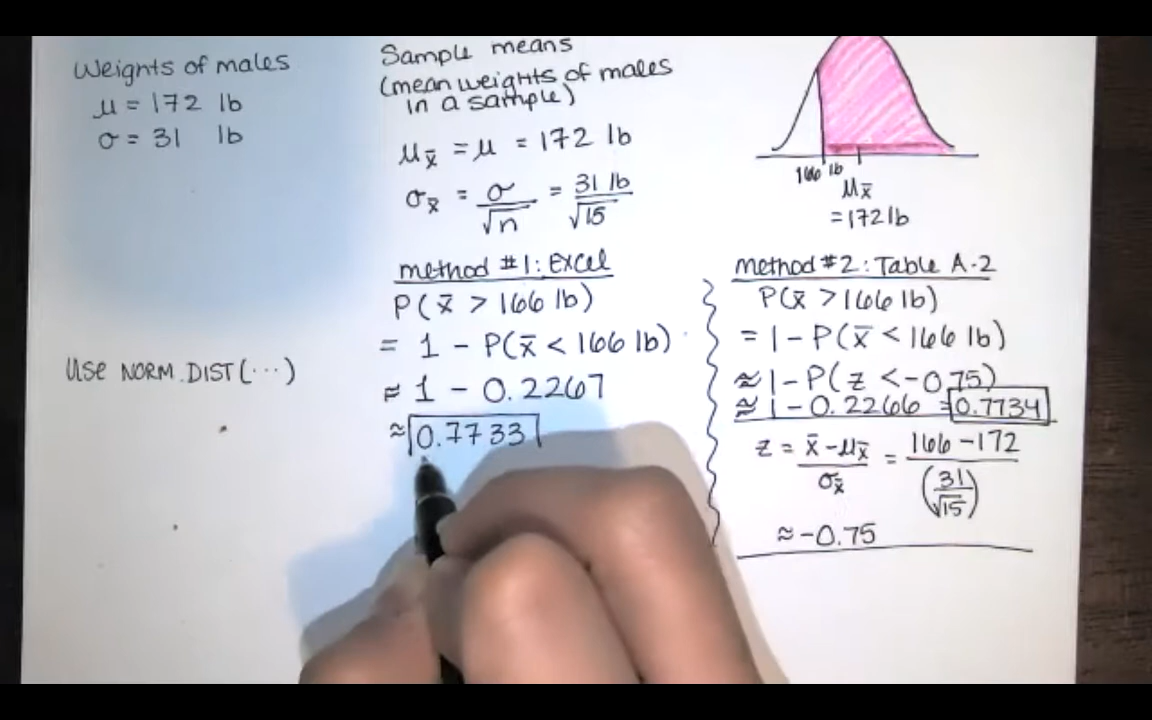 Weights of males
μ = 172 lb
σ = 31 lb
Use NORM.DIST(...)
Sample means
(mean weights of males
in a sample)
μx̄ = μ = 172 lb
σx̄ = σ/√n = 31 lb/√15
method #1: Excel
P(x̄ > 166 lb)
= 1 - P(x̄ < 166 lb)
≈ 1 - 0.2267
≈ 0.7733
166 lb
μx̄
= 172 lb
method #2: Table A-2
P(x̄ > 166 lb)
= 1 - P(x̄ < 166 lb)
≈ 1 - P(z < -0.75)
≈ 1 - 0.2266 = 0.7734
z = x̄ - μx̄/σx̄ = 166 - 172/(31/√15)
≈ -0.75